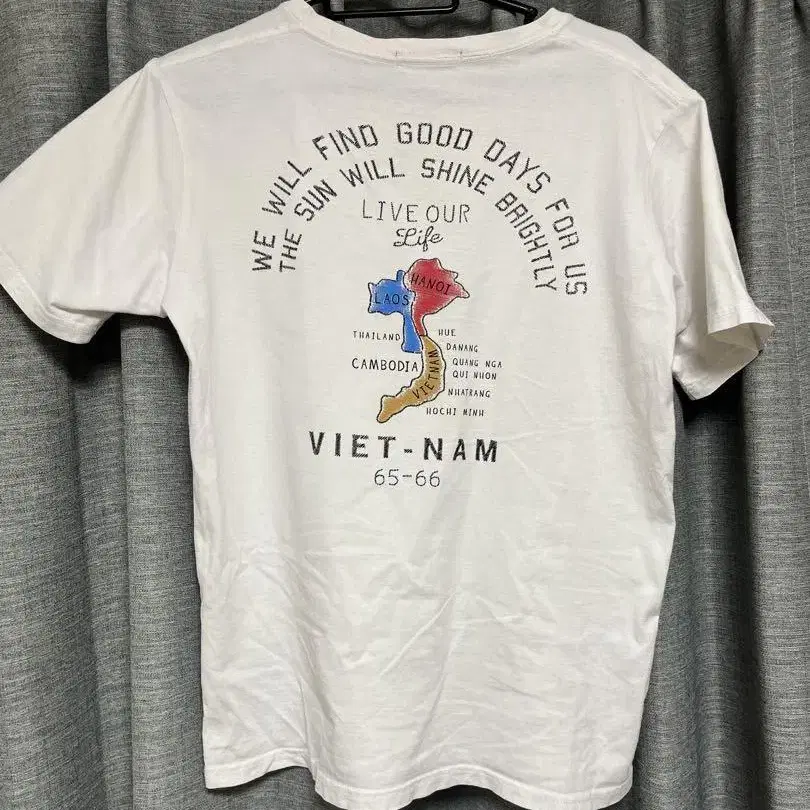 WE WILL FIND GOOD DAYS FOR US
THE SUN WILL SHINE BRIGHTLY
LIVE OUR
Life
HANOI
LAOS
THAILAND
HUE
DANANG
CAMBODIA
VIETNAM
QUANG NGA
QUI NHON
NHATRANG
HOCHI MINH
VIET-NAM
65-66